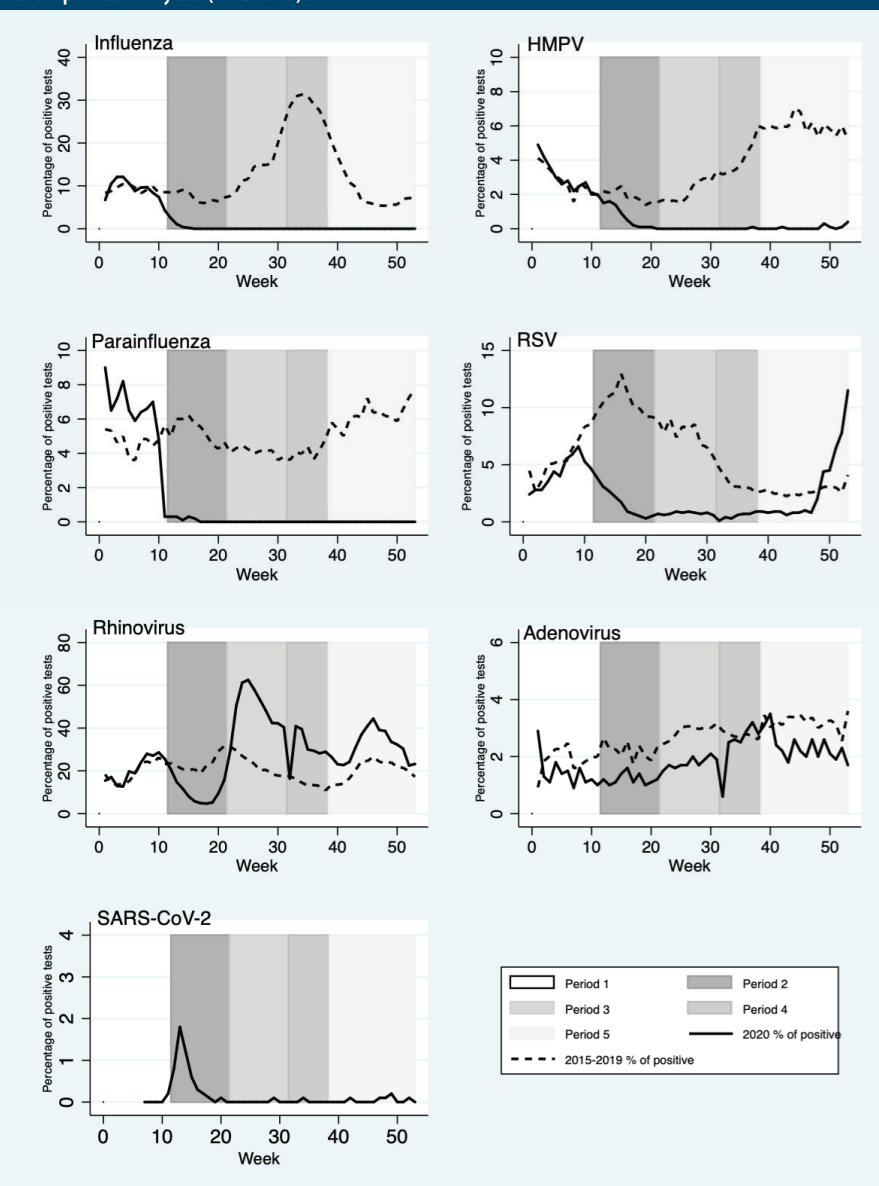 Influenza
Percentage of positive tests
0 10 20 30 40
0 10 20 30 40 50
Week
HMPV
Percentage of positive tests
0 2 4 6 8 10
0 10 20 30 40 50
Week
Parainfluenza
Percentage of positive tests
0 2 4 6 8 10
0 10 20 30 40 50
Week
RSV
Percentage of positive tests
0 5 10 15
0 10 20 30 40 50
Week
Rhinovirus
Percentage of positive tests
0 20 40 60 80
0 10 20 30 40 50
Week
Adenovirus
Percentage of positive tests
0 2 4 6
0 10 20 30 40 50
Week
SARS-CoV-2
Percentage of positive tests
0 1 2 3 4
0 10 20 30 40 50
Week
Period 1 Period 2
Period 3 Period 4
Period 5 2020 % of positive
2015-2019 % of positive